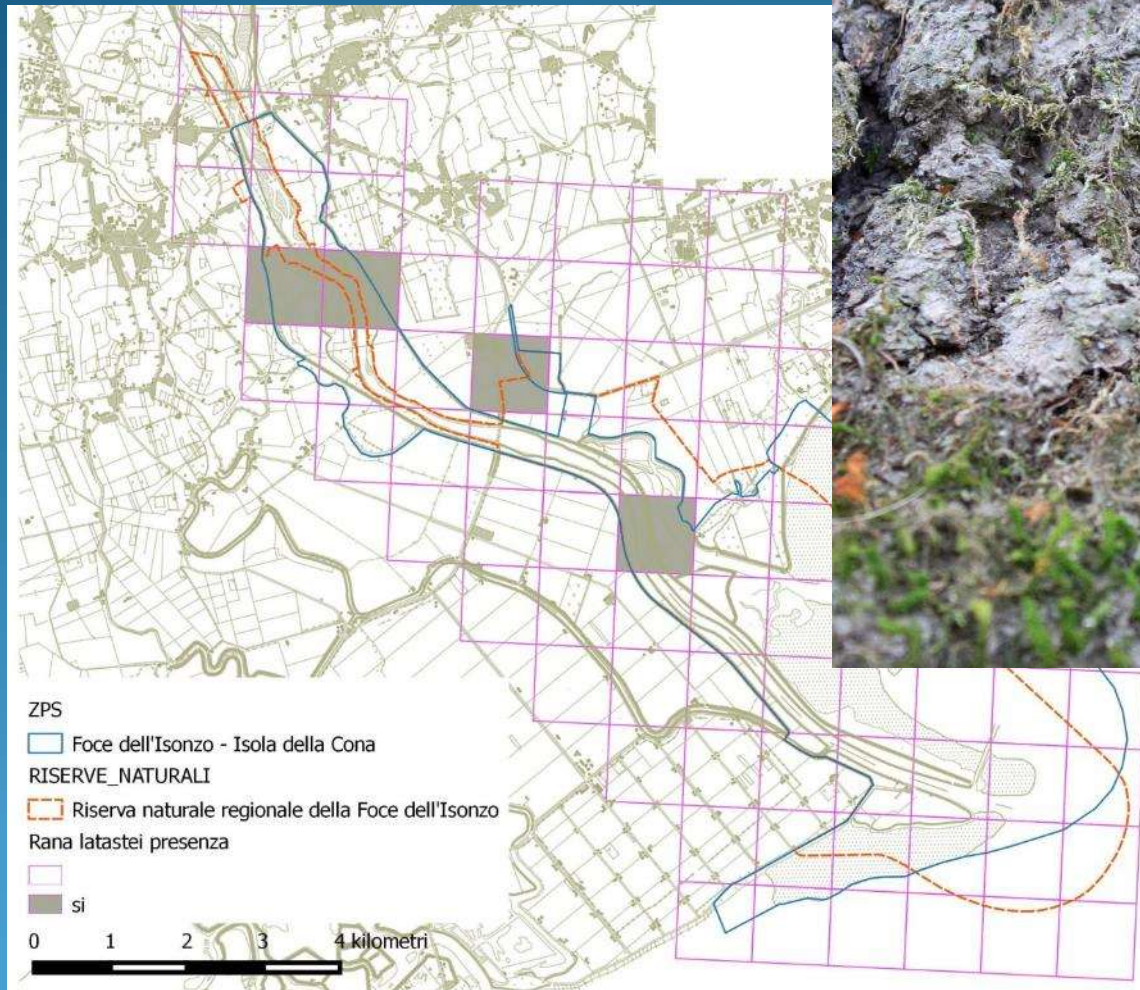 ZPS
Foce dell'Isonzo - Isola della Cona
RISERVE_NATURALI
Riserva naturale regionale della Foce dell'Isonzo
Rana latastei presenza
si
0 1 2 3 4 kilometri